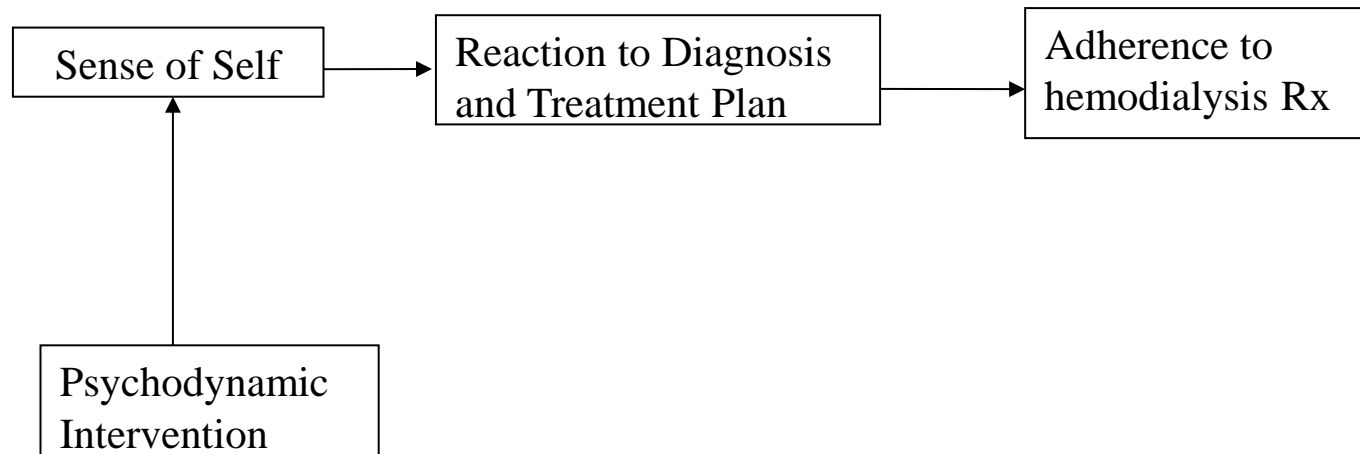 Sense of Self
Reaction to Diagnosis
and Treatment Plan
Adherence to
hemodialysis Rx
Psychodynamic
Intervention